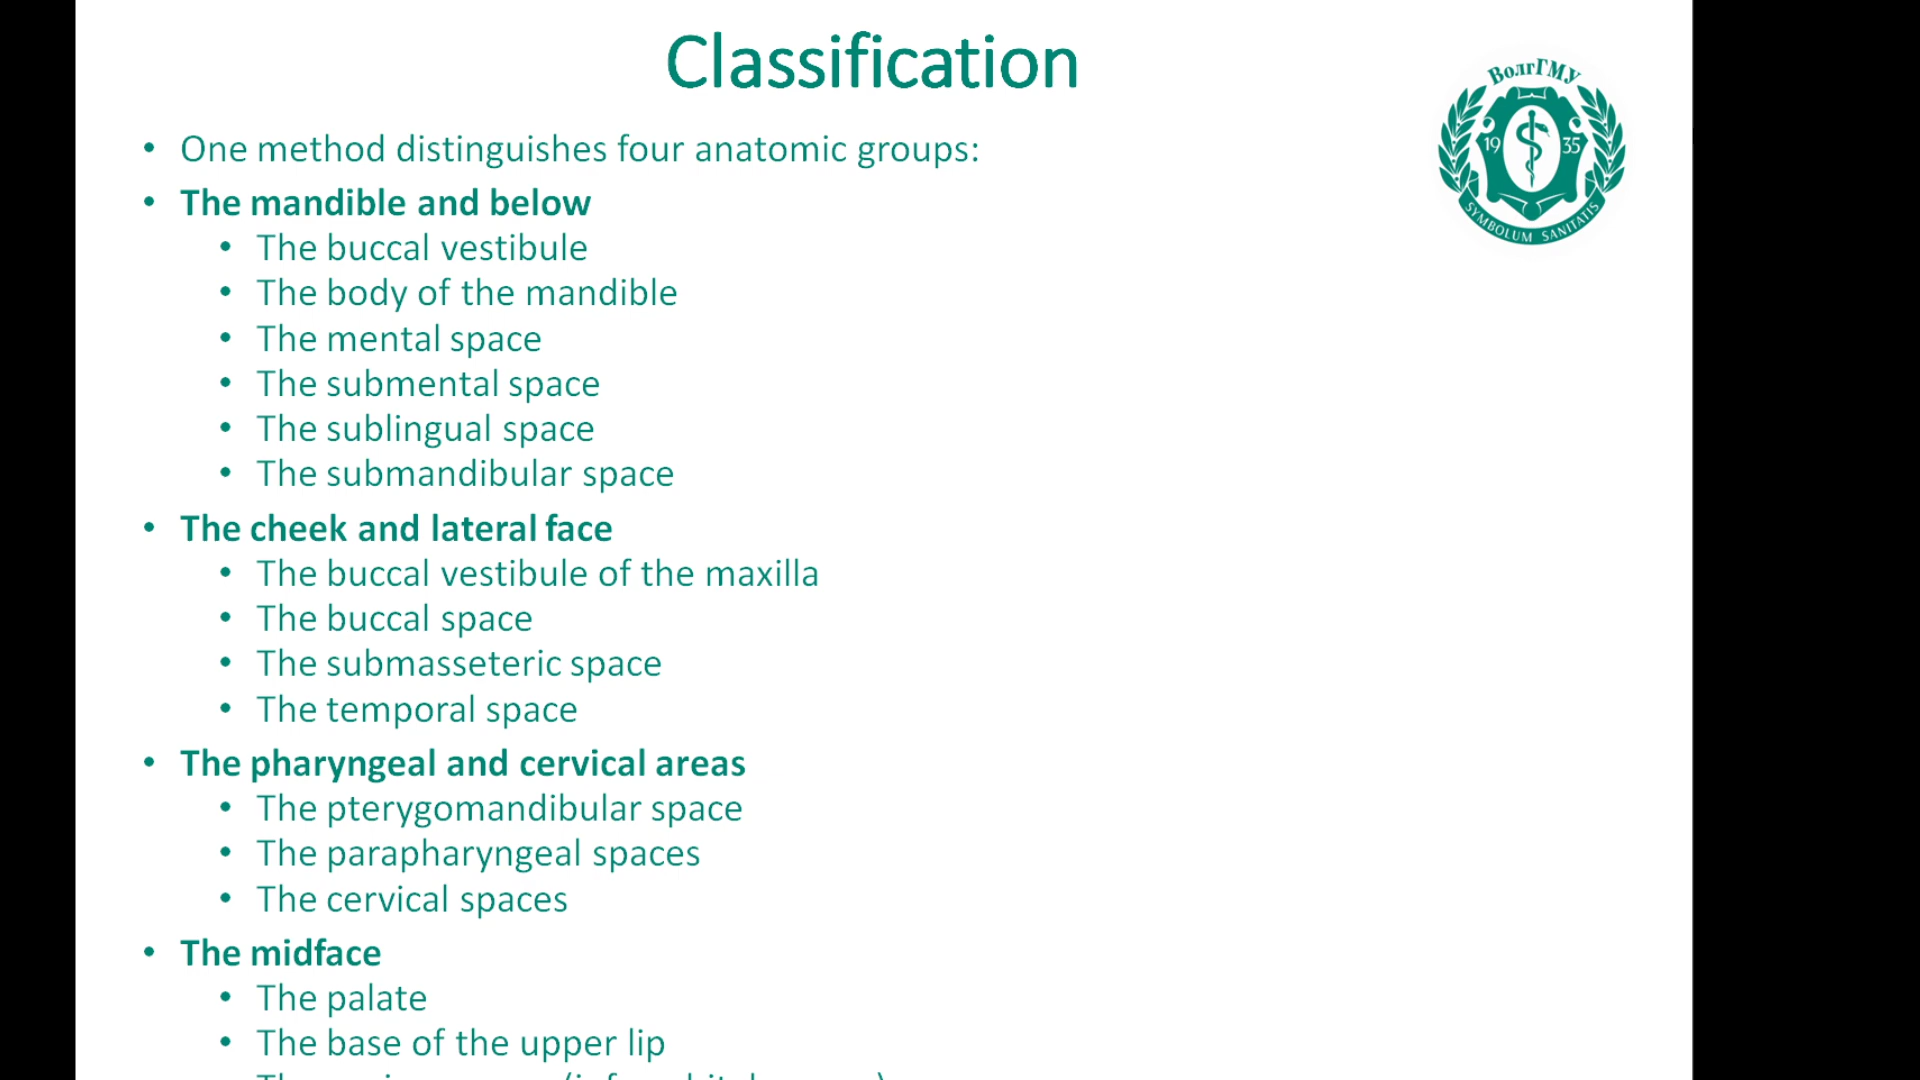 Classification
ВолгГМУ
19 35
SYMBOLUM SANITATIS
• One method distinguishes four anatomic groups:
• The mandible and below
• The buccal vestibule
• The body of the mandible
• The mental space
• The submental space
• The sublingual space
• The submandibular space
• The cheek and lateral face
• The buccal vestibule of the maxilla
• The buccal space
• The submasseteric space
• The temporal space
• The pharyngeal and cervical areas
• The pterygomandibular space
• The parapharyngeal spaces
• The cervical spaces
• The midface
• The palate
• The base of the upper lip